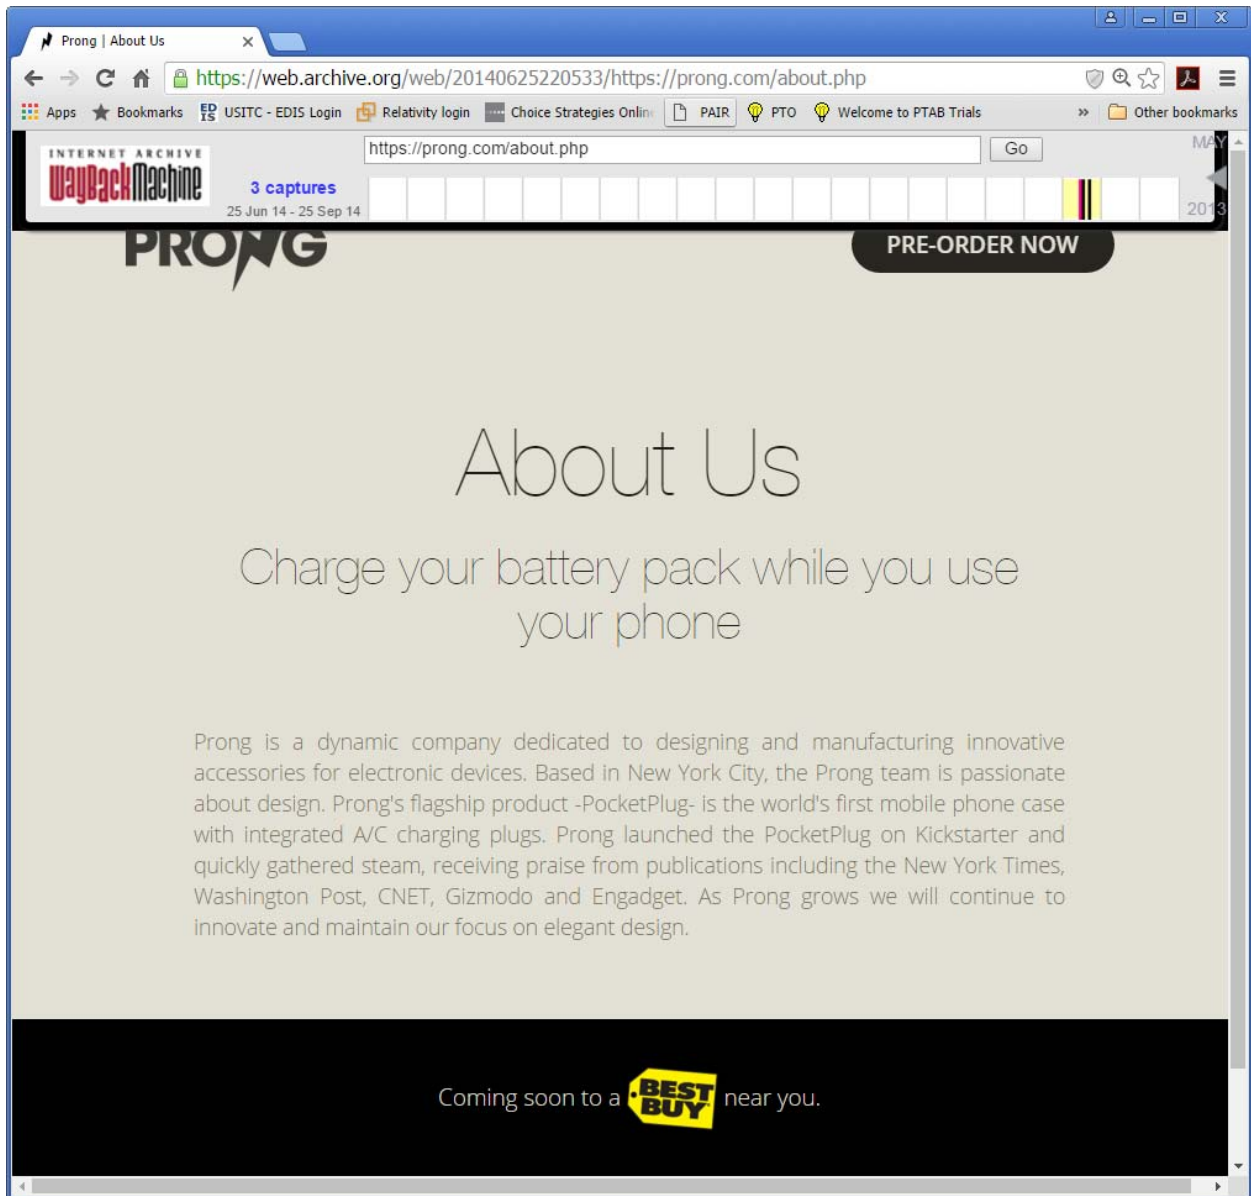 Prong | About Us
https://web.archive.org/web/20140625220533/https://prong.com/about.php
Apps Bookmarks EDIS USITC - EDIS Login Relativity login Choice Strategies Onlin PAIR PTO Welcome to PTAB Trials » Other bookmarks
INTERNET ARCHIVE
WayBackMachine
https://prong.com/about.php
Go
MAY
3 captures
25 Jun 14 - 25 Sep 14
2013
PRONG
PRE-ORDER NOW
About Us
Charge your battery pack while you use
your phone
Prong is a dynamic company dedicated to designing and manufacturing innovative
accessories for electronic devices. Based in New York City, the Prong team is passionate
about design. Prong's flagship product -PocketPlug- is the world's first mobile phone case
with integrated A/C charging plugs. Prong launched the PocketPlug on Kickstarter and
quickly gathered steam, receiving praise from publications including the New York Times,
Washington Post, CNET, Gizmodo and Engadget. As Prong grows we will continue to
innovate and maintain our focus on elegant design.
Coming soon to a BEST BUY near you.